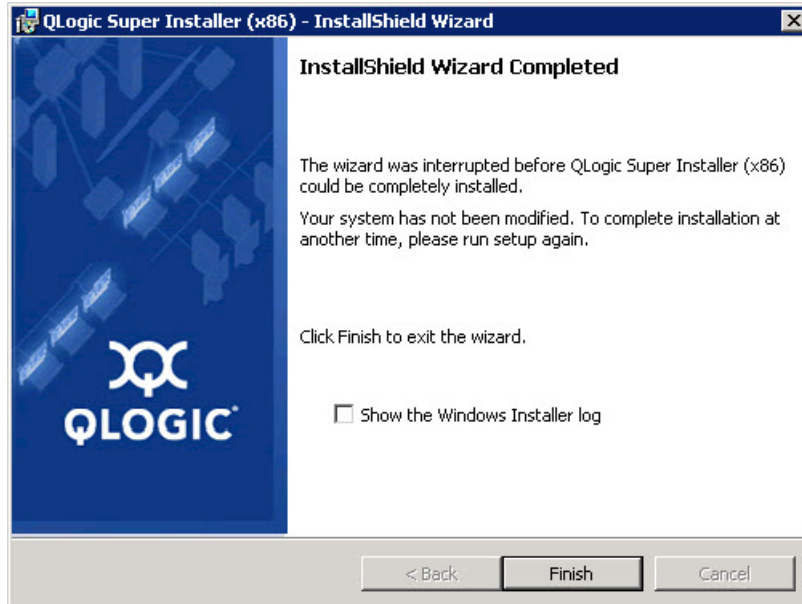 QLogic Super Installer (x86) - InstallShield Wizard
InstallShield Wizard Completed
The wizard was interrupted before QLogic Super Installer (x86)
could be completely installed.
Your system has not been modified. To complete installation at
another time, please run setup again.
Click Finish to exit the wizard.
Show the Windows Installer log
QLOGIC
< Back
Finish
Cancel